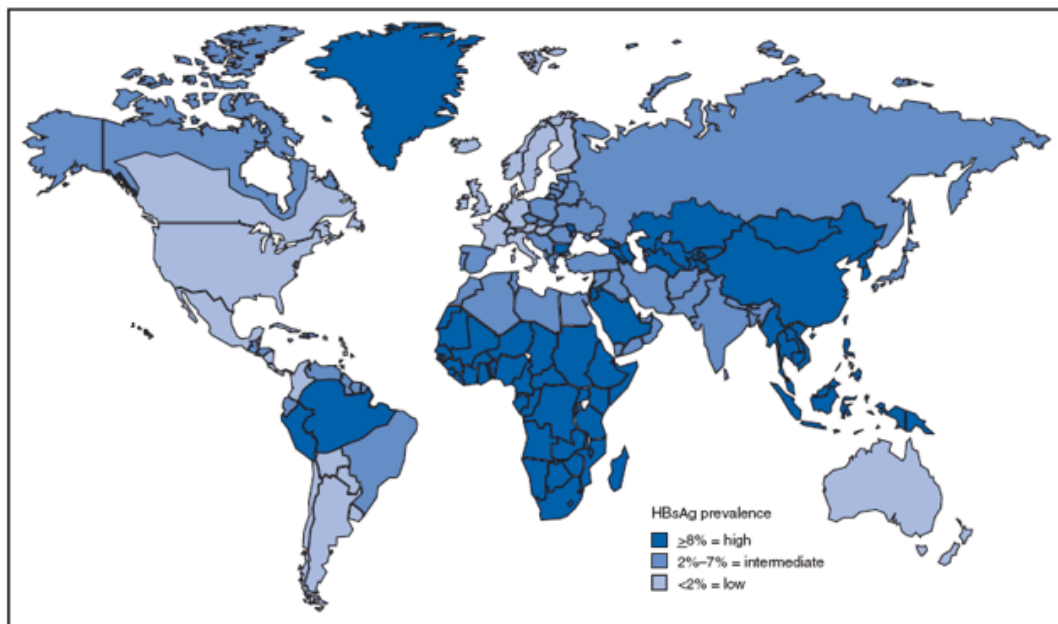 HBsAg prevalence
≥8% = high
2%–7% = intermediate
<2% = low